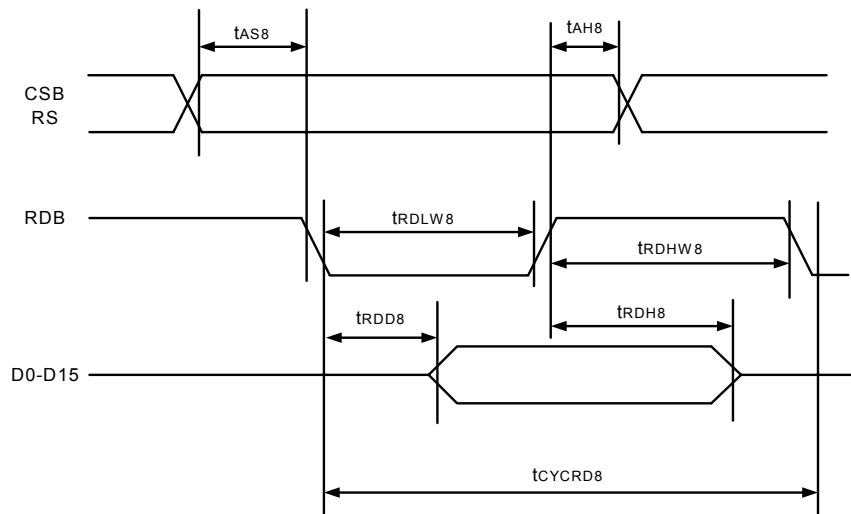 tAS8
tAH8
CSB
RS
RDB
tRDLW8
tRDHW8
tRDD8
tRDH8
D0-D15
tCYCRD8